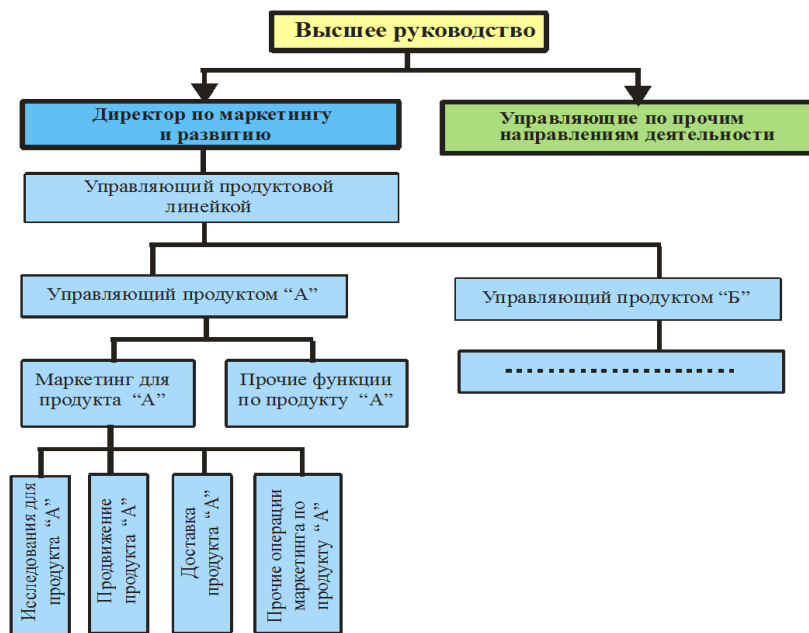 Высшее руководство
Директор по маркетингу
и развитию
Управляющие по прочим
направлениям деятельности
Управляющий продуктовой
линейкой
Управляющий продуктом “А”
Управляющий продуктом “Б”
Маркетинг для
продукта “А”
Прочие функции
по продукту “А”
Исследования для
продукта “А”
Продвижение
продукта “А”
Доставка
продукта “А”
Прочие операции
маркетинга по
продукту “А”